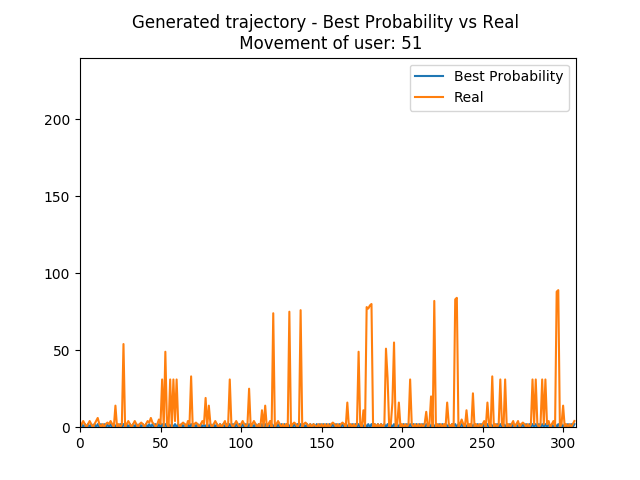 Generated trajectory - Best Probability vs Real
Movement of user: 51
Best Probability
Real
200
150
100
50
0
0 50 100 150 200 250 300